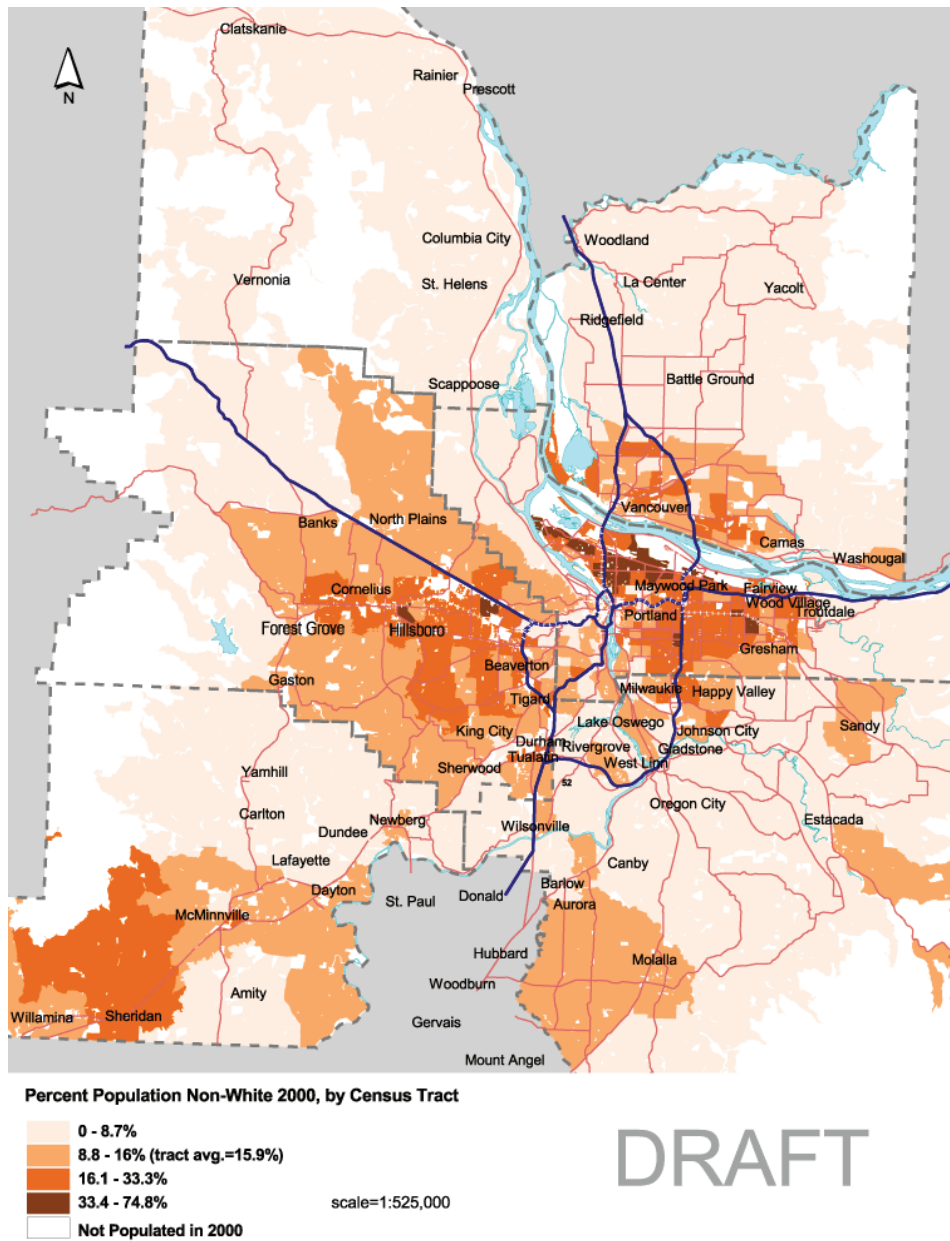 Clatskanie
Rainier
Prescott
N
Columbia City
Woodland
St. Helens
La Center
Vernonia
Yacolt
Ridgefield
Scappoose
Battle Ground
Vancouver
Banks
North Plains
Camas
Washougal
Cornelius
Maywood Park
Fairview
Wood Village
Troutdale
Forest Grove
Hillsboro
Portland
Gresham
Beaverton
Gaston
Tigard
Milwaukie
Happy Valley
King City
Lake Oswego
Johnson City
Sandy
Durham
Rivergrove
Gladstone
Tualatin
West Linn
Sherwood
Yamhill
52
Oregon City
Carlton
Newberg
Wilsonville
Estacada
Dundee
Lafayette
Canby
Dayton
Barlow
St. Paul
Donald
Aurora
McMinnville
Hubbard
Molalla
Woodburn
Amity
Willamina
Sheridan
Gervais
Mount Angel
Percent Population Non-White 2000, by Census Tract
0 - 8.7%
8.8 - 16% (tract avg.=15.9%)
16.1 - 33.3%
33.4 - 74.8%
scale=1:525,000
Not Populated in 2000
DRAFT